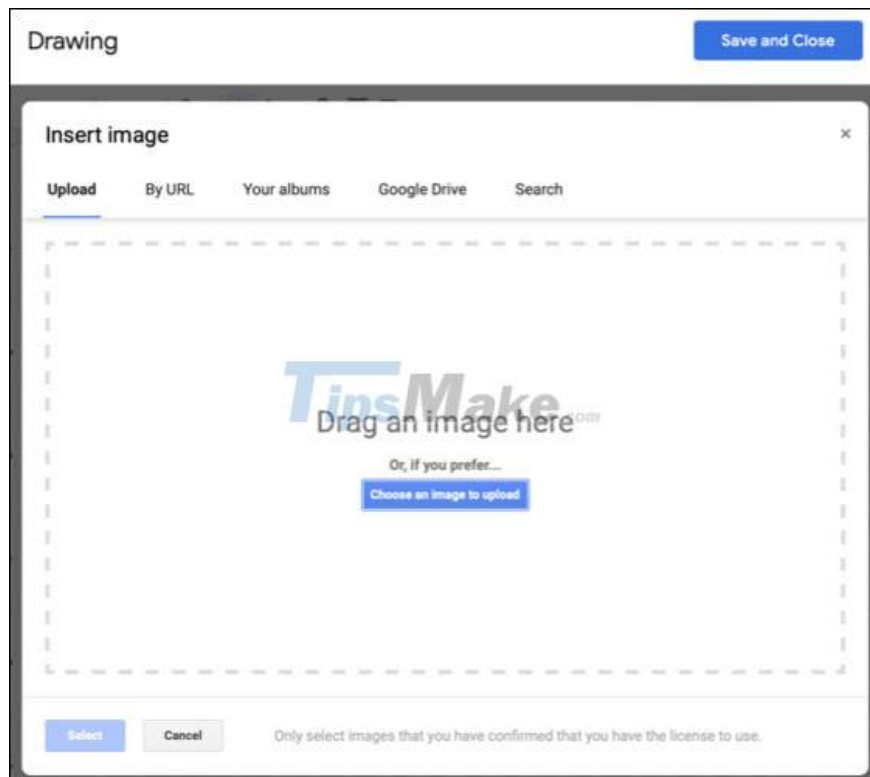 Drawing
Save and Close
Insert image
×
Upload By URL Your albums Google Drive Search
TipsMake.com
Drag an image here
Or, if you prefer...
Choose an image to upload
Select Cancel Only select images that you have confirmed that you have the license to use.